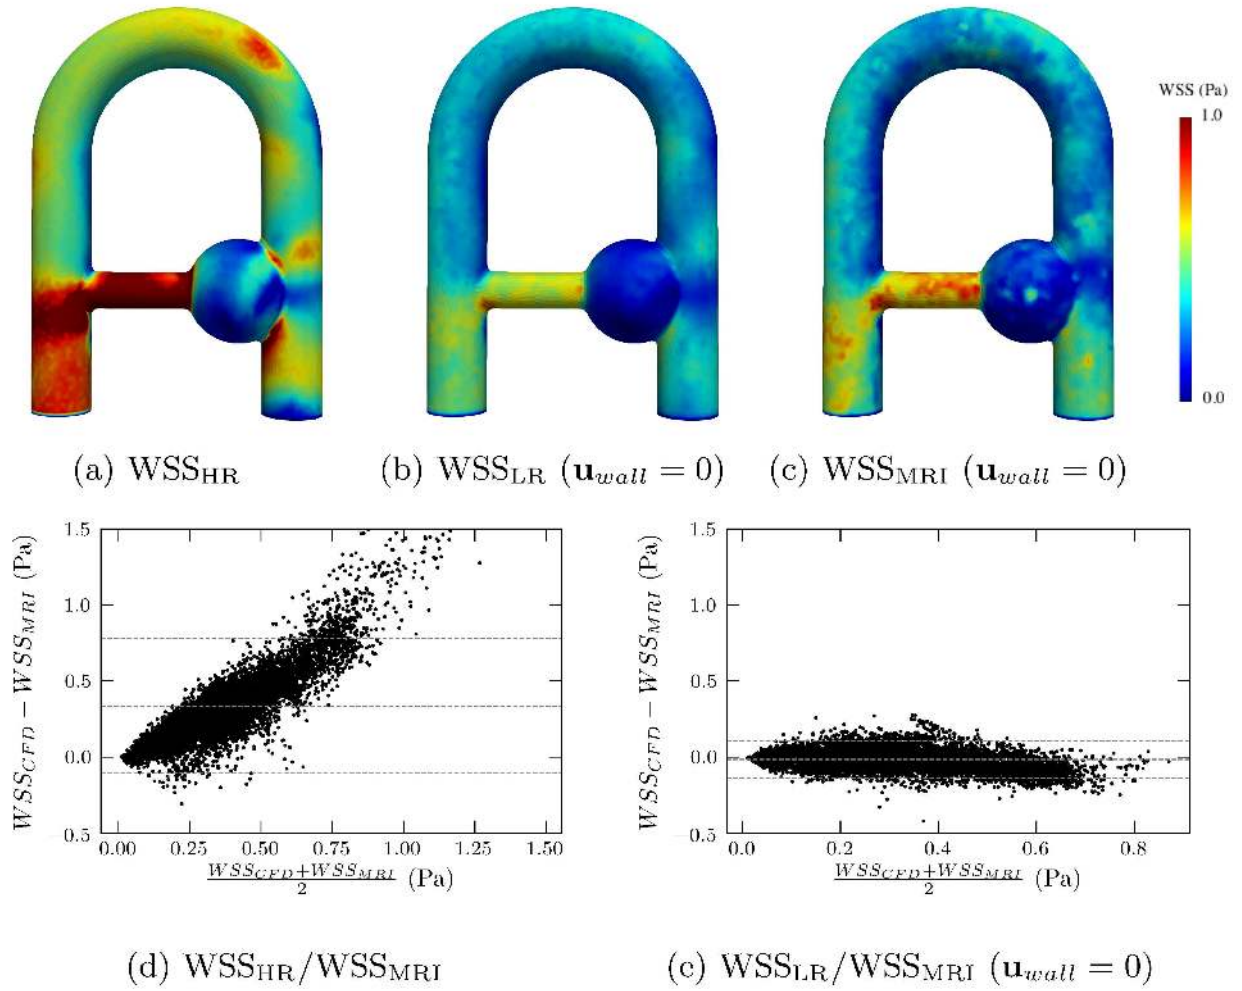 WSS (Pa)
1.0
0.0
(a) WSS_HR
(b) WSS_LR (u_wall = 0)
(c) WSS_MRI (u_wall = 0)
WSS_CFD − WSS_MRI (Pa)
1.5
1.0
0.5
0.0
−0.5
0.00 0.25 0.50 0.75 1.00 1.25 1.50
WSS_CFD+WSS_MRI
2
(Pa)
WSS_CFD − WSS_MRI (Pa)
1.5
1.0
0.5
0.0
−0.5
0.0 0.2 0.4 0.6 0.8
WSS_CFD+WSS_MRI
2
(Pa)
(d) WSS_HR/WSS_MRI
(e) WSS_LR/WSS_MRI (u_wall = 0)